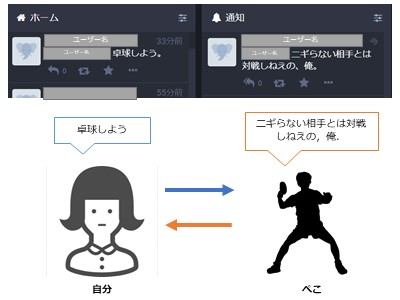 ホーム
ユーザー名
33分前
ユーザー名
卓球しよう。
0
55分前
通知
ユーザー名
ユーザー名
ニギらない相手とは
対戦しねえの、俺。
0
卓球しよう
ニギらない相手とは対戦
しねえの，俺.
自分
ぺこ